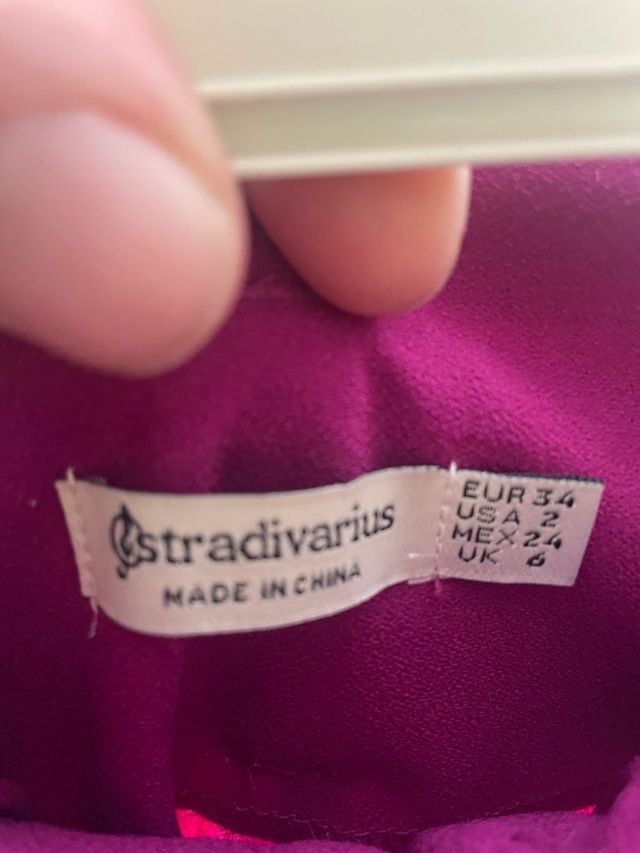 stradivarius
MADE IN CHINA
EUR 34
USA 2
MEX 24
UK 6